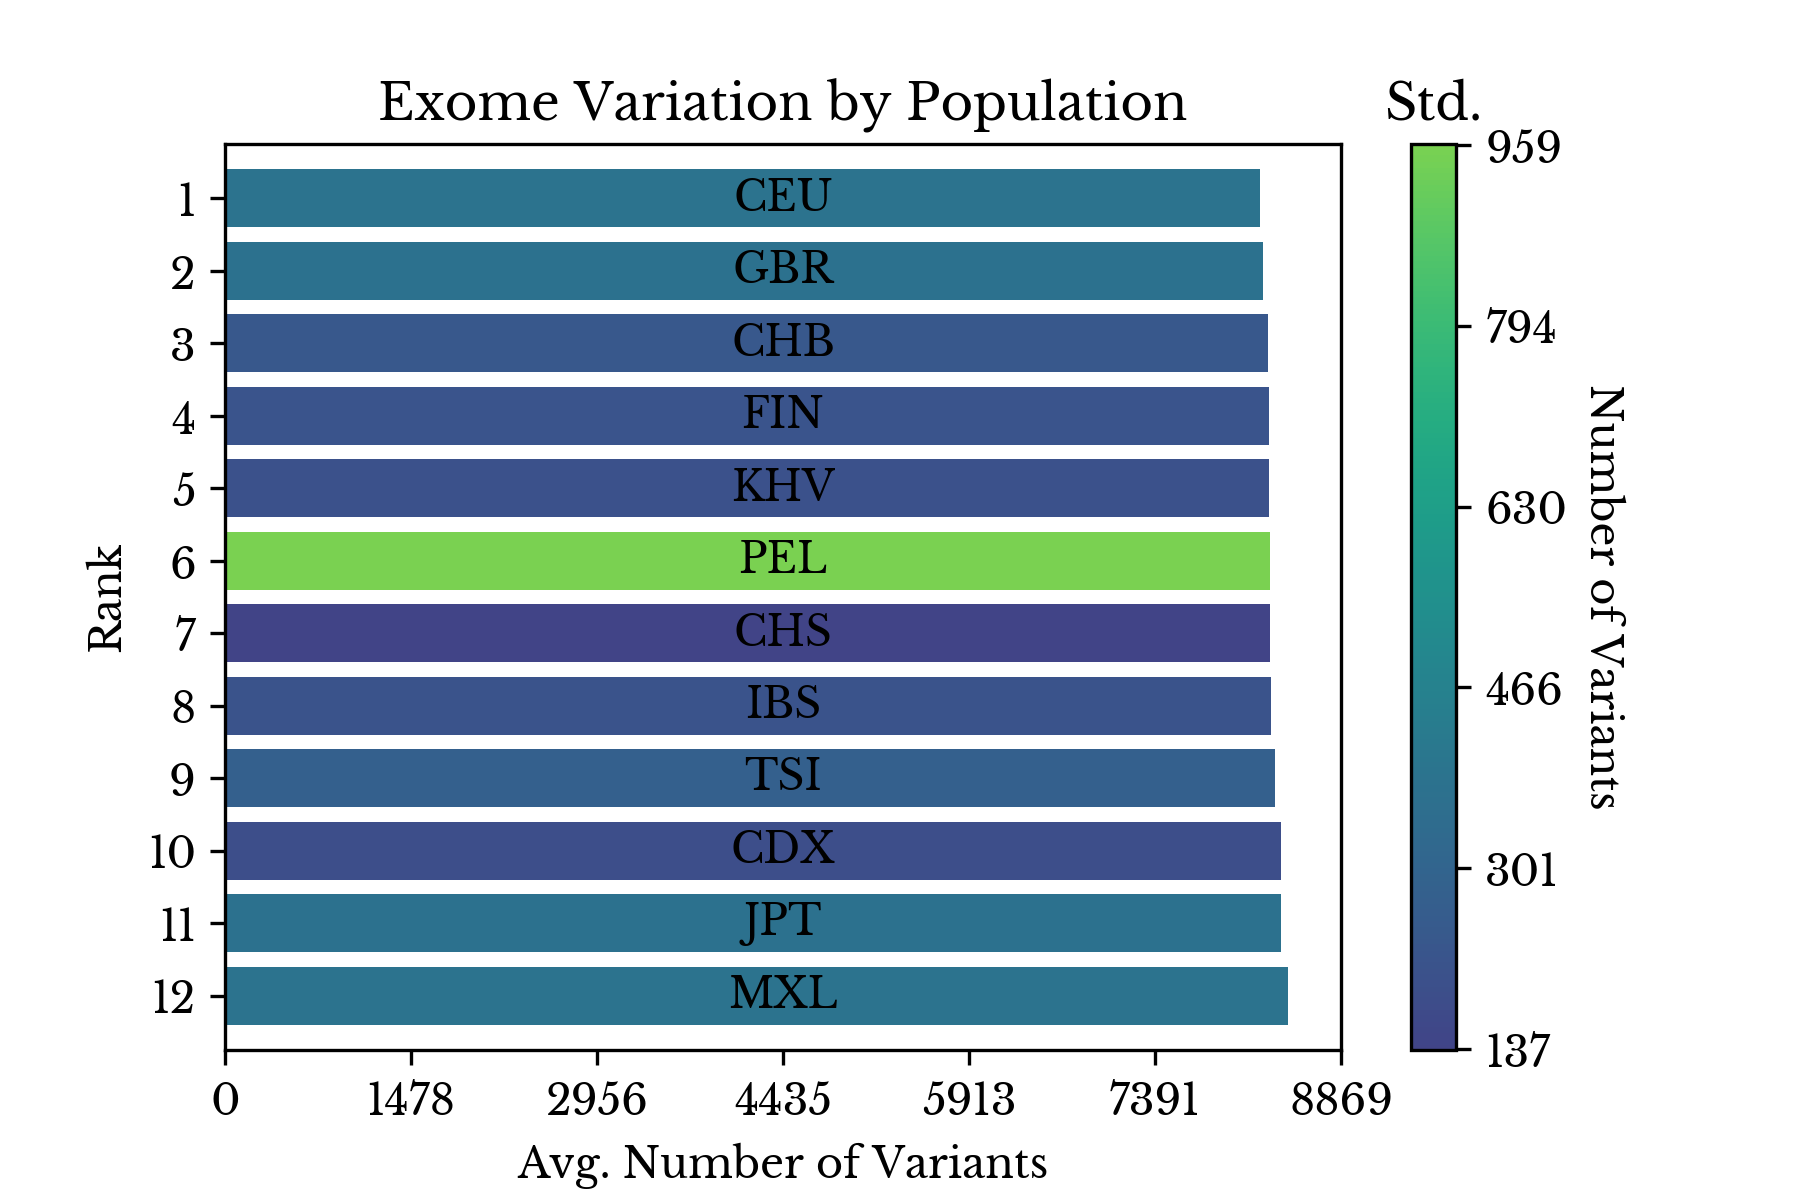 Exome Variation by Population
Std.
Rank
1
2
3
4
5
6
7
8
9
10
11
12
CEU
GBR
CHB
FIN
KHV
PEL
CHS
IBS
TSI
CDX
JPT
MXL
0 1478 2956 4435 5913 7391 8869
Avg. Number of Variants
959
794
630
466
301
137
Number of Variants